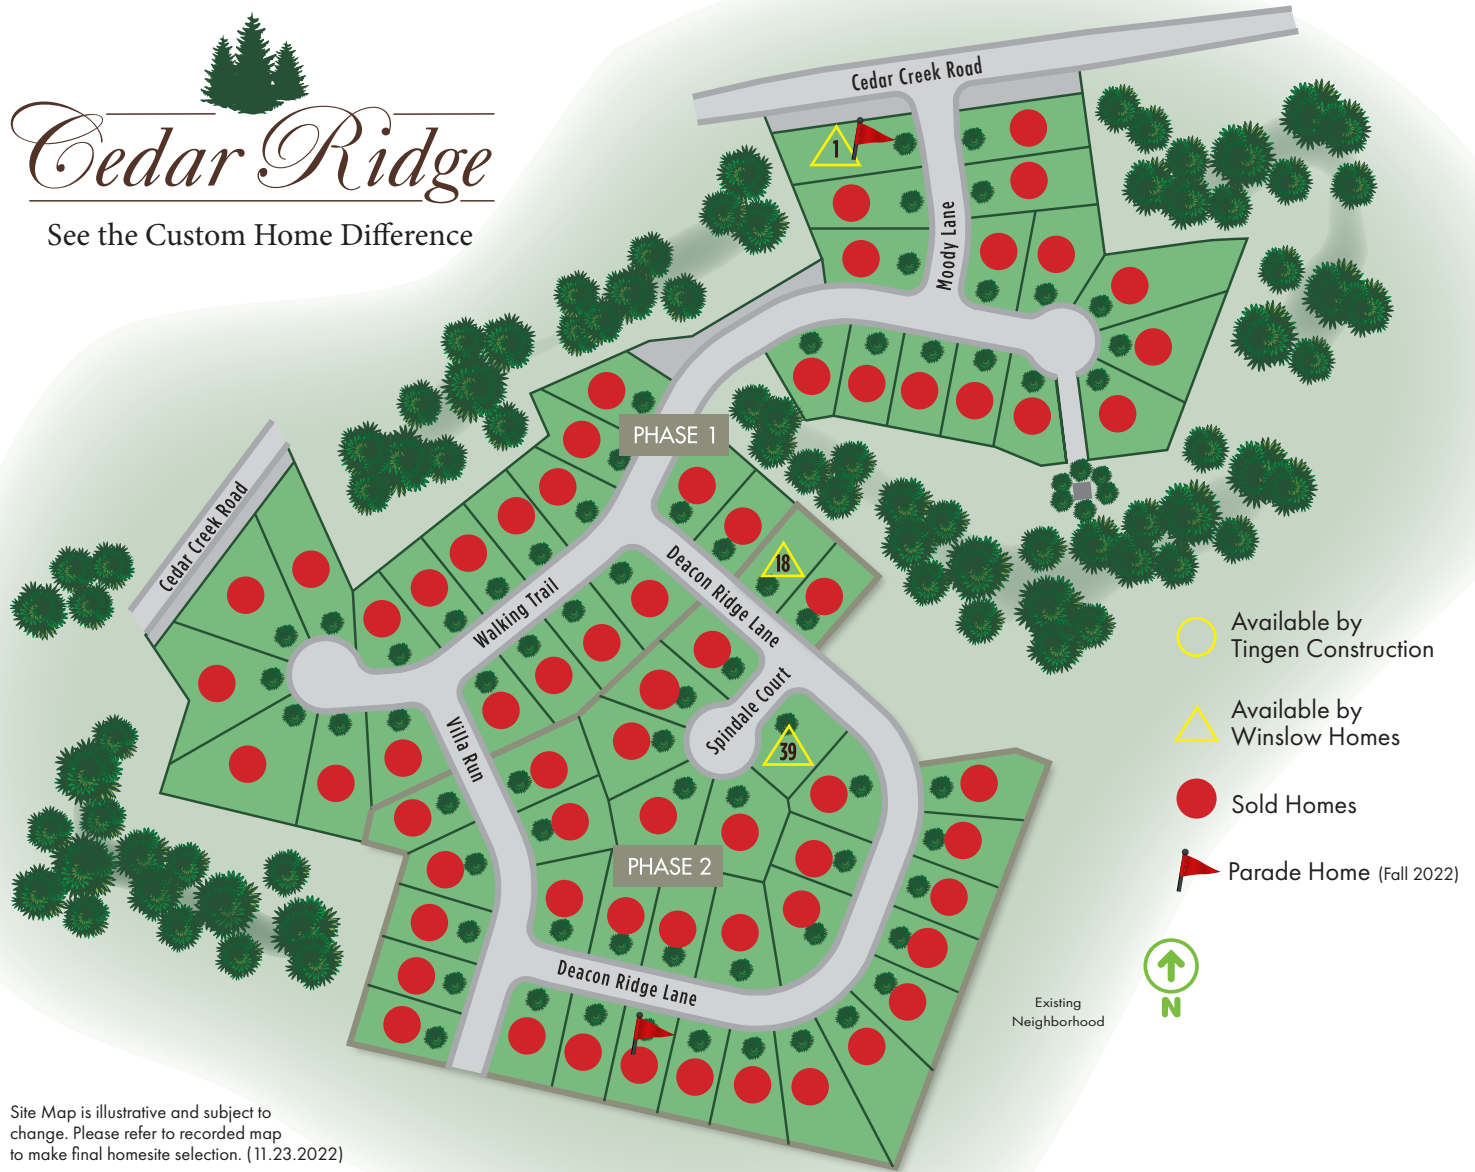 Cedar Ridge
See the Custom Home Difference
Cedar Creek Road
1
Moody Lane
PHASE 1
Cedar Creek Road
18
Deacon Ridge Lane
Walking Trail
Spindale Court
39
Villa Run
PHASE 2
Deacon Ridge Lane
Available by
Tingen Construction
Available by
Winslow Homes
Sold Homes
Parade Home (Fall 2022)
N
Existing
Neighborhood
Site Map is illustrative and subject to
change. Please refer to recorded map
to make final homesite selection. (11.23.2022)